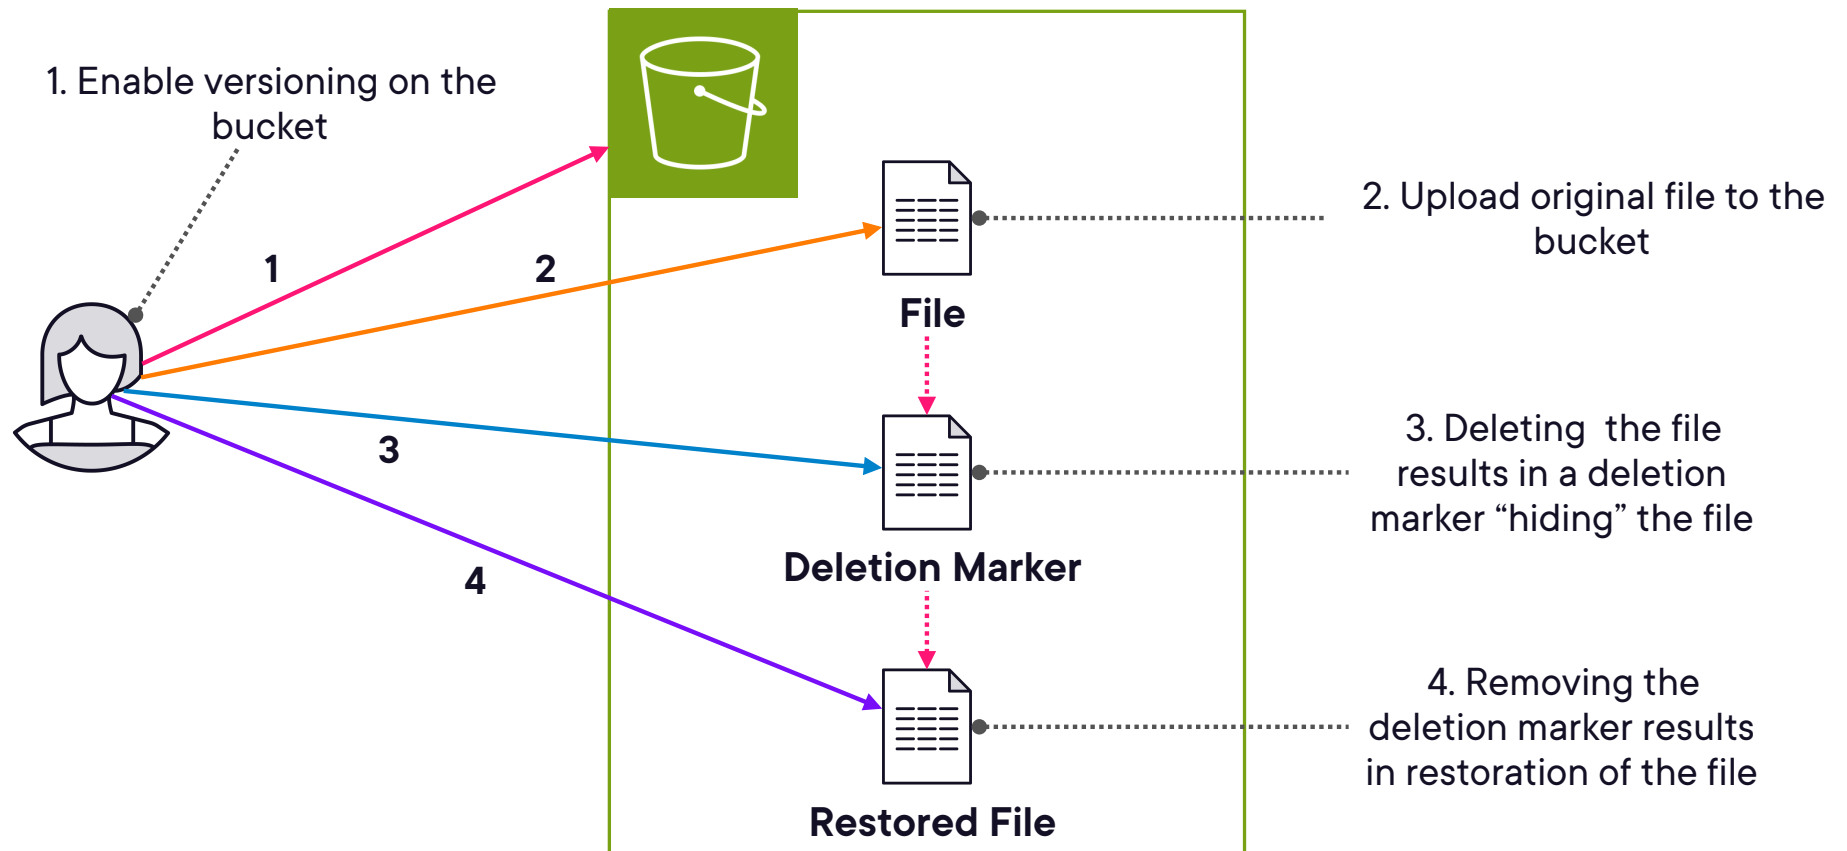 1. Enable versioning on the
bucket
1
2
3
4
File
Deletion Marker
Restored File
2. Upload original file to the
bucket
3. Deleting  the file
results in a deletion
marker “hiding” the file
4. Removing the
deletion marker results
in restoration of the file